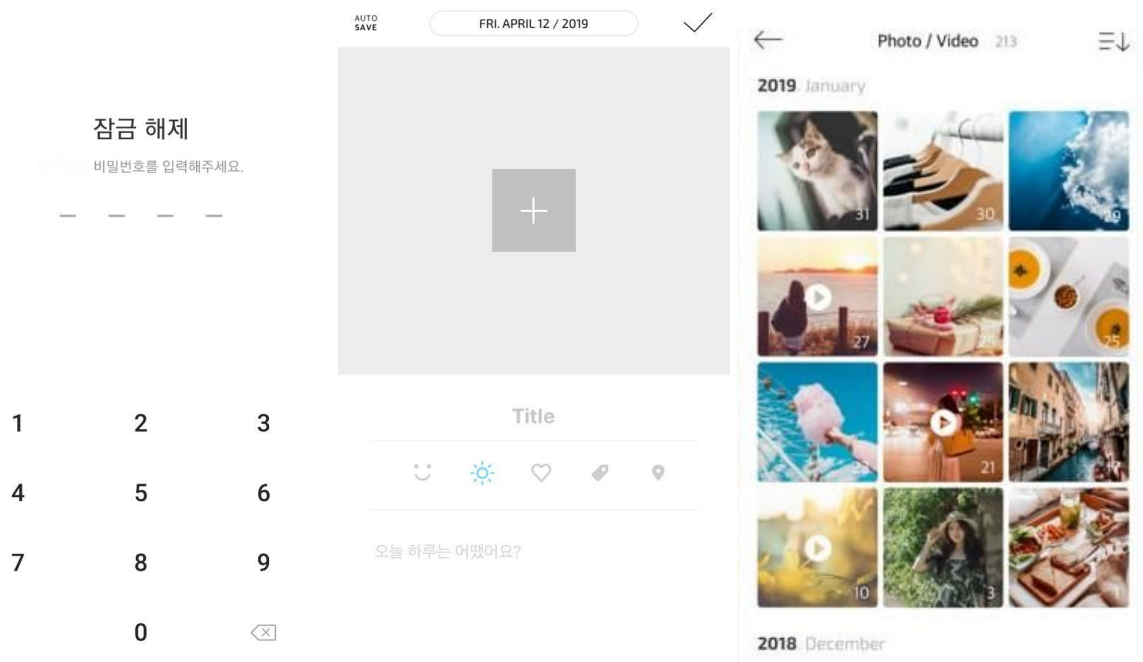 잠금 해제
비밀번호를 입력해주세요.
1 2 3
4 5 6
7 8 9
0
AUTO
SAVE
FRI. APRIL 12 / 2019
Title
오늘 하루는 어땠어요?
Photo / Video 213
2019. January
31 30 29
27 25
21 17
10 3 1
2018. December